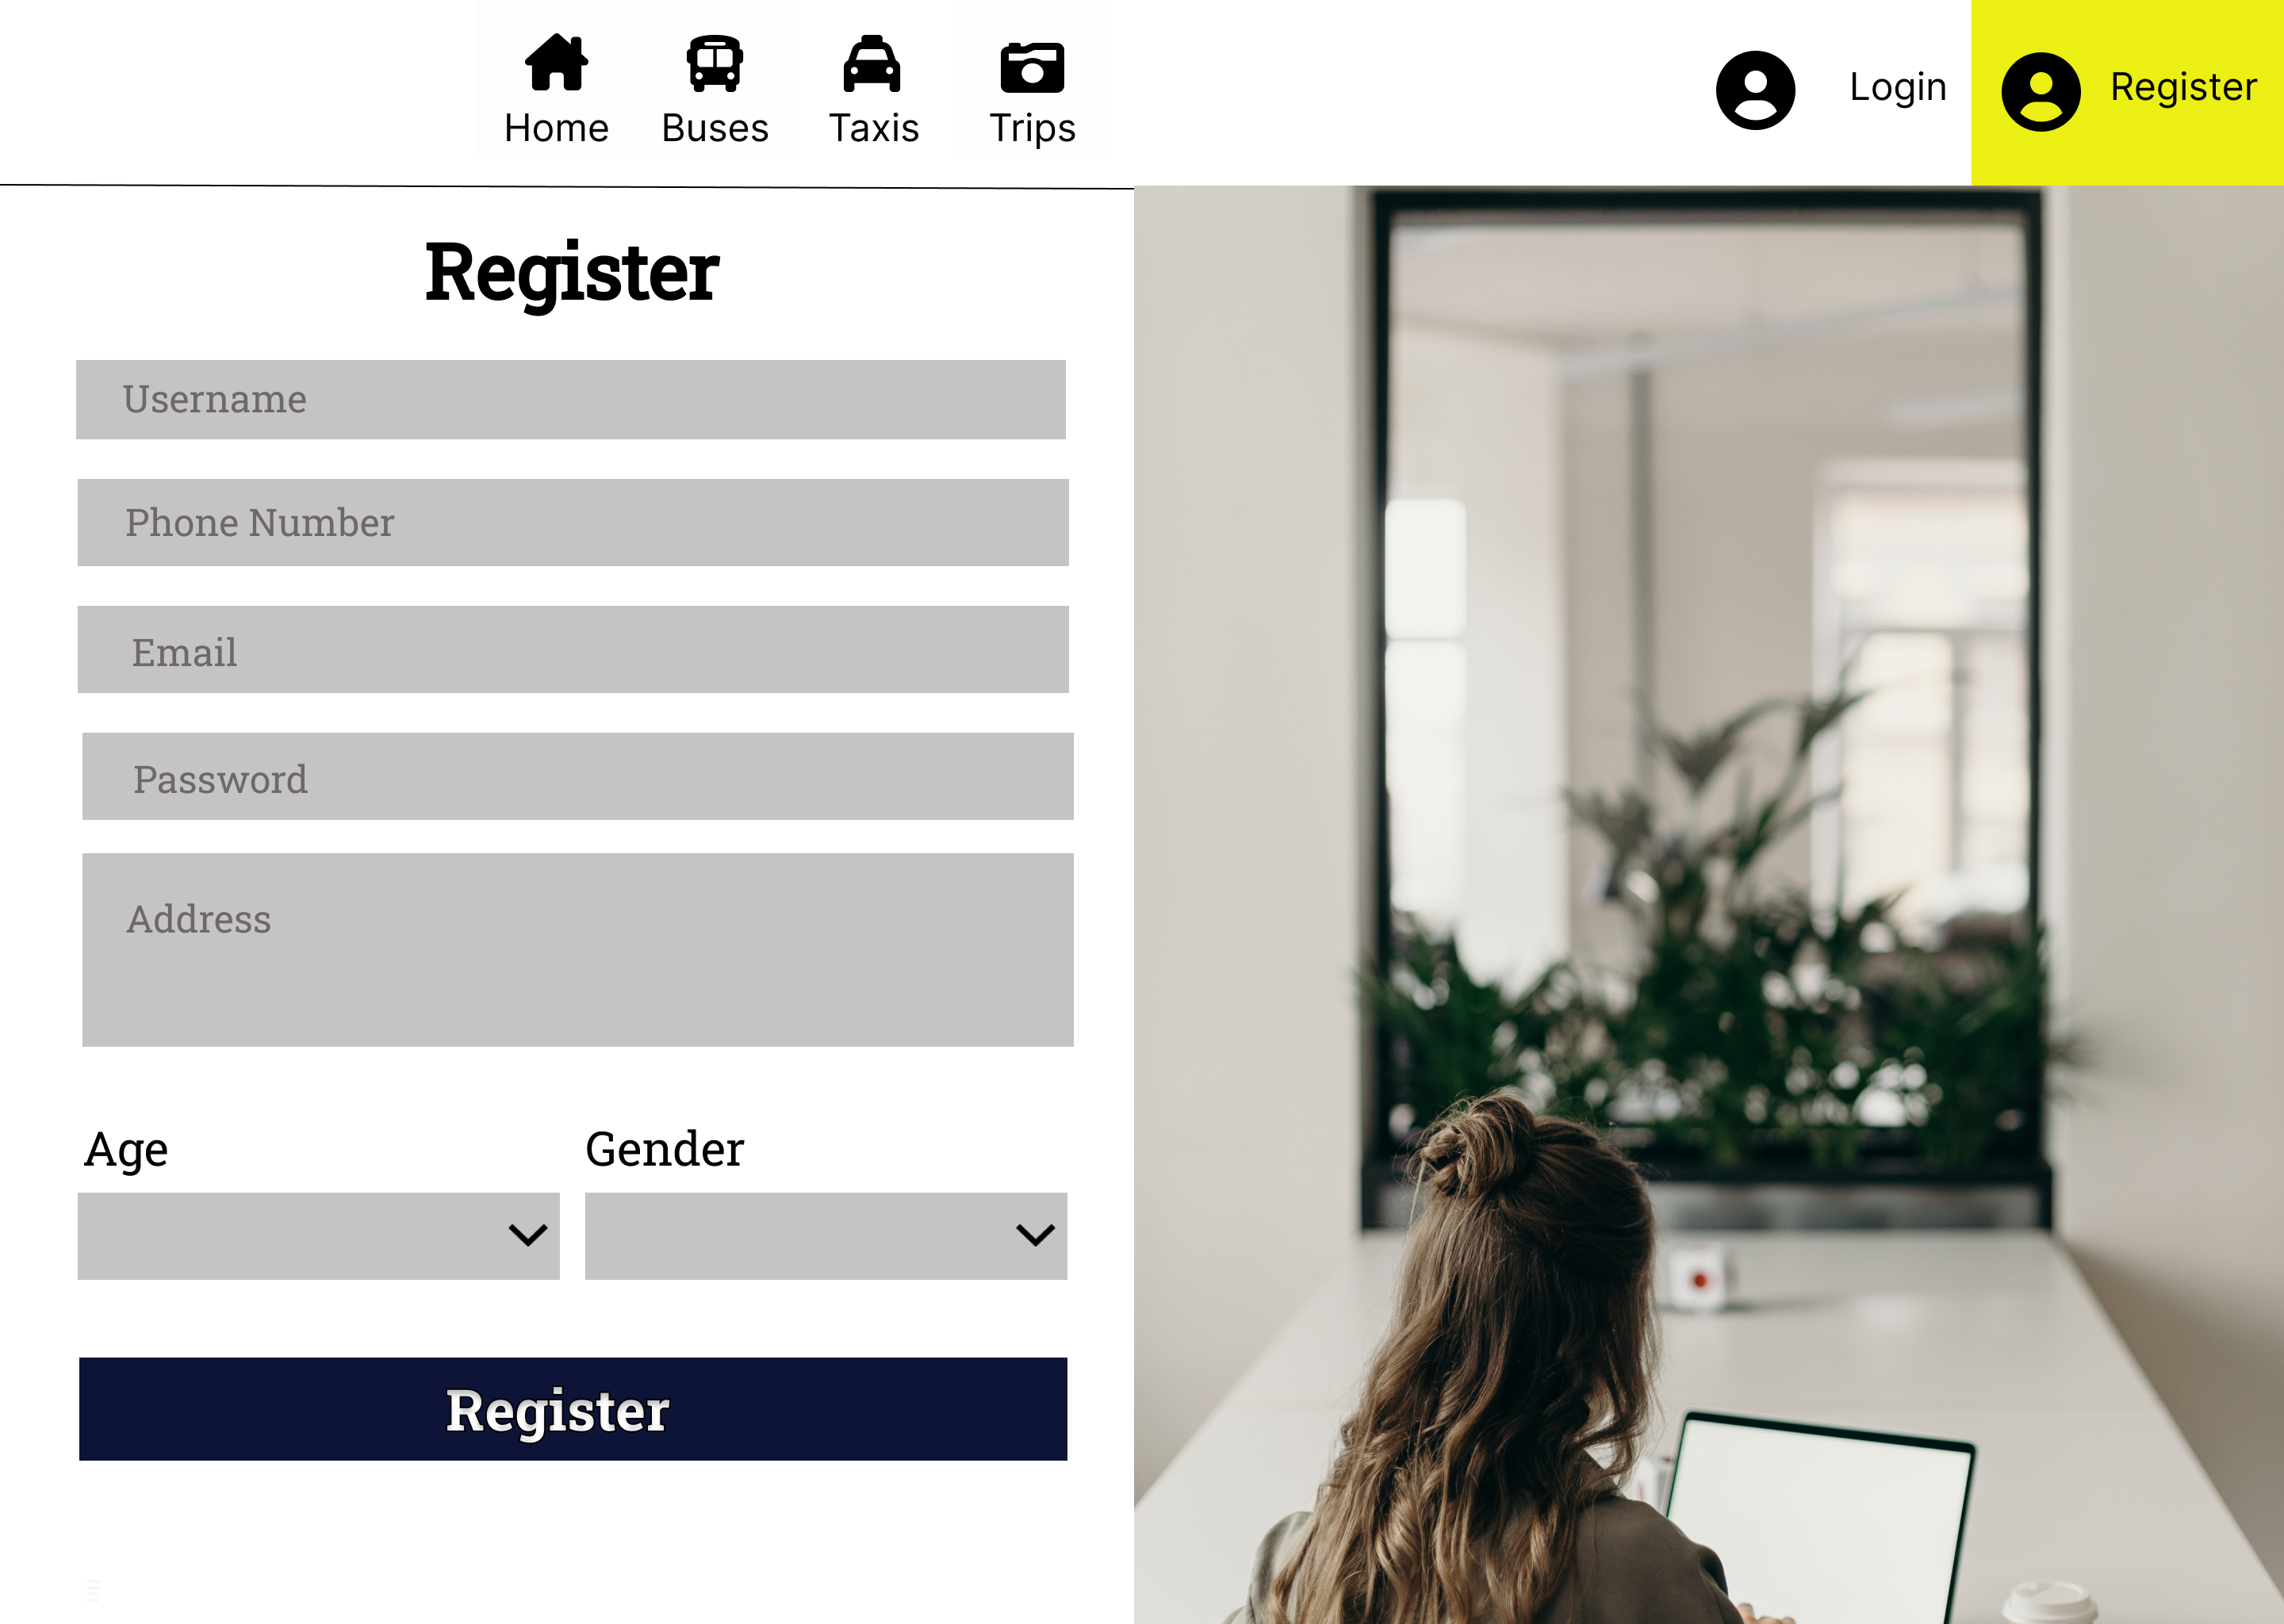 Home Buses Taxis Trips
Login Register
Register
Username
Phone Number
Email
Password
Address
Age Gender
Register